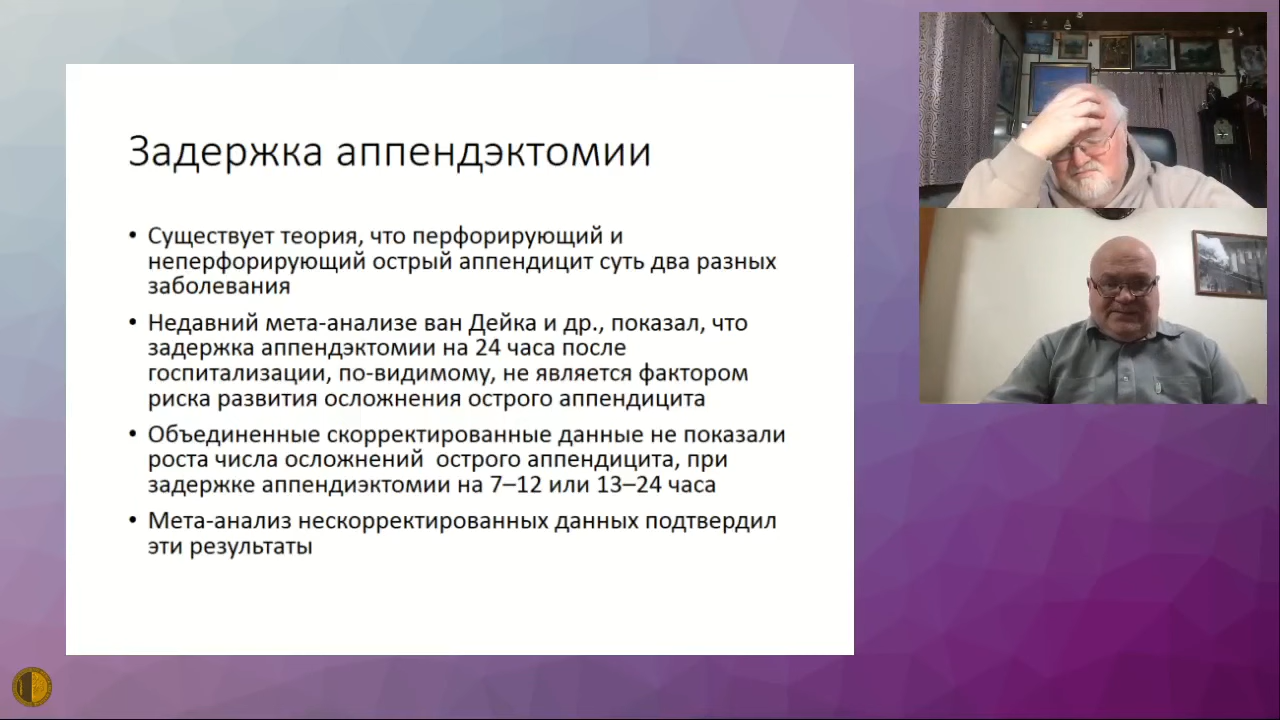 Задержка аппендэктомии
• Существует теория, что перфорирующий и
неперфорирующий острый аппендицит суть два разных
заболевания
• Недавний мета-анализе ван Дейка и др., показал, что
задержка аппендэктомии на 24 часа после
госпитализации, по-видимому, не является фактором
риска развития осложнения острого аппендицита
• Объединенные скорректированные данные не показали
роста числа осложнений  острого аппендицита, при
задержке аппендиэктомии на 7–12 или 13–24 часа
• Мета-анализ нескорректированных данных подтвердил
эти результаты